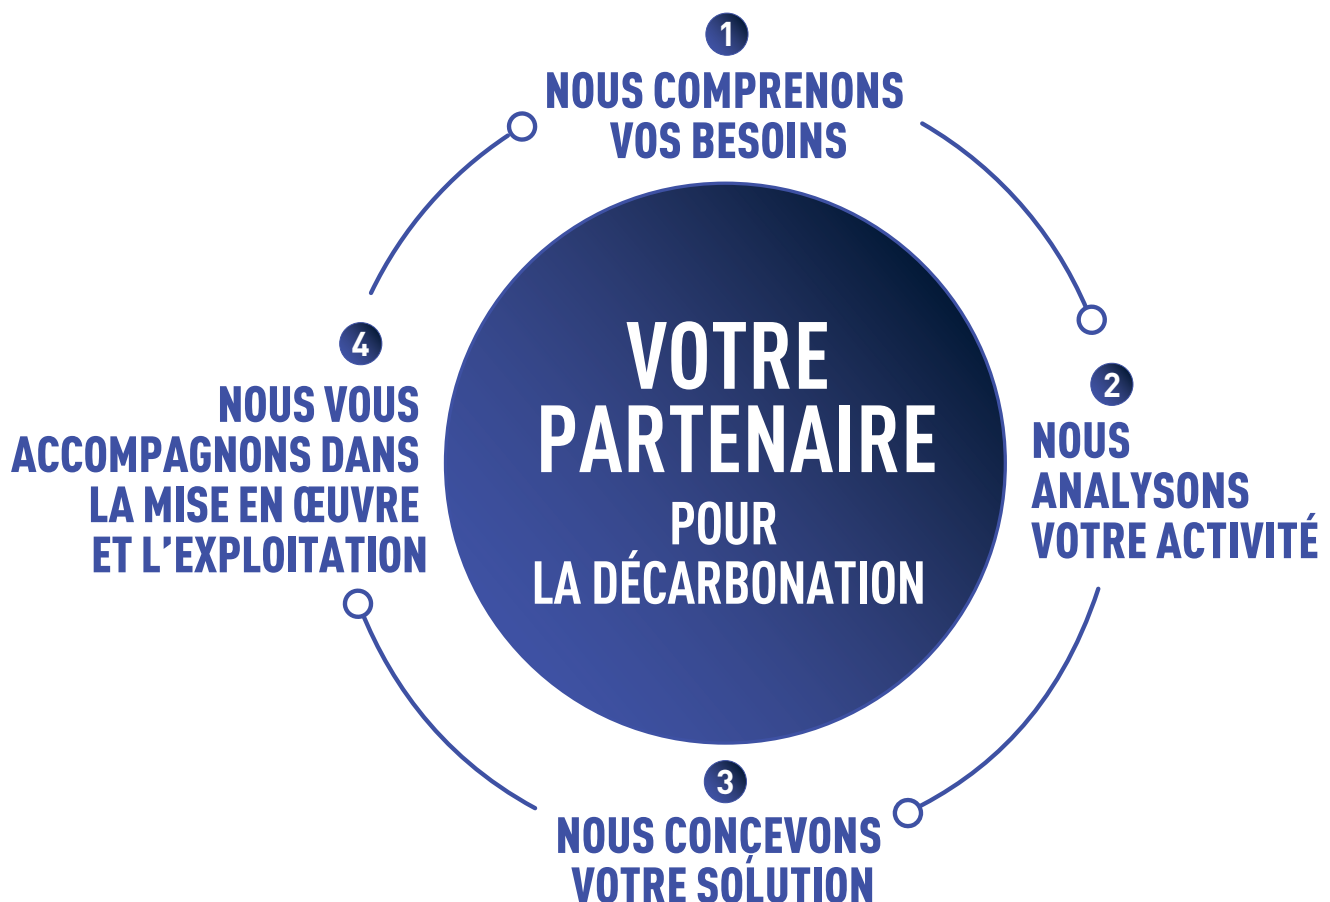 1
NOUS COMPRENONS
VOS BESOINS
2
NOUS
ANALYSONS
VOTRE ACTIVITÉ
3
NOUS CONÇEVONS
VOTRE SOLUTION
4
NOUS VOUS
ACCOMPAGNONS DANS
LA MISE EN ŒUVRE
ET L'EXPLOITATION
VOTRE
PARTENAIRE
POUR
LA DÉCARBONATION